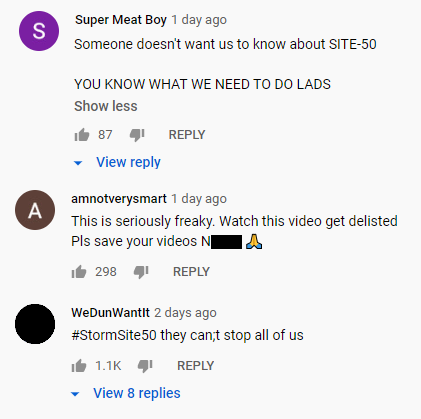 S
Super Meat Boy 1 day ago
Someone doesn't want us to know about SITE-50
YOU KNOW WHAT WE NEED TO DO LADS
Show less
87 REPLY
View reply
A
amnotverysmart 1 day ago
This is seriously freaky. Watch this video get delisted
Pls save your videos N 🙏
298 REPLY
WeDunWantIt 2 days ago
#StormSite50 they can;t stop all of us
1.1K REPLY
View 8 replies